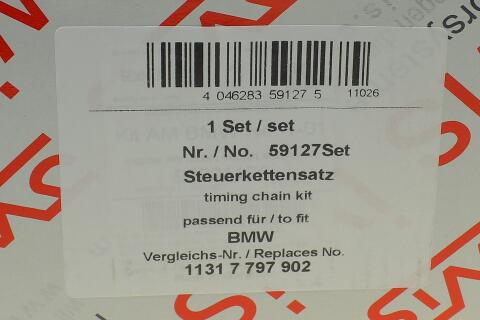 4 046283 59127 5 11026
1 Set / set
Nr. / No. 59127Set
Steuerkettensatz
timing chain kit
passend für / to fit
BMW
Vergleichs-Nr. / Replaces No.
1131 7 797 902